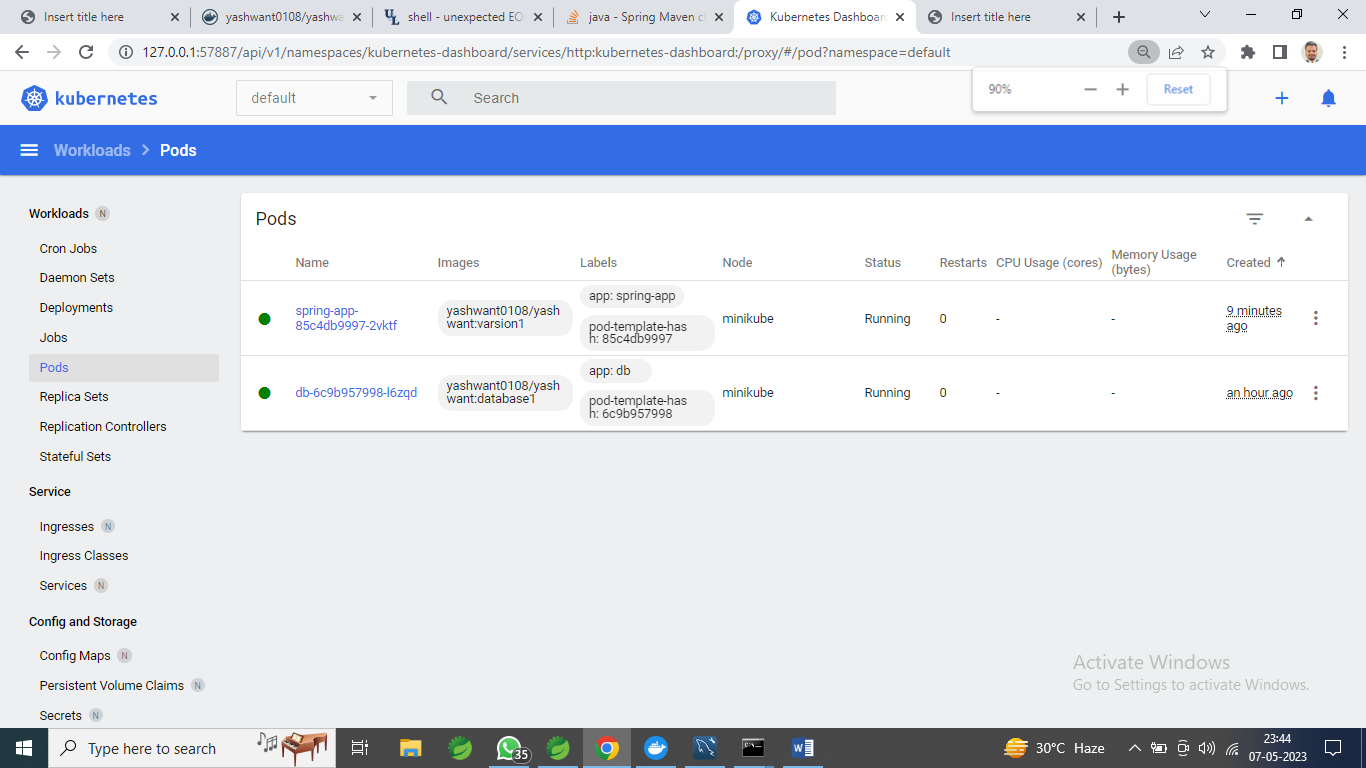 Insert title here
yashwant0108/yashwa
shell - unexpected EO
java - Spring Maven c
Kubernetes Dashboar
Insert title here
127.0.0.1:57887/api/v1/namespaces/kubernetes-dashboard/services/http:kubernetes-dashboard:/proxy/#/pod?namespace=default
kubernetes
default
Search
90%
Reset
Workloads
Pods
Workloads N
Cron Jobs
Daemon Sets
Deployments
Jobs
Pods
Replica Sets
Replication Controllers
Stateful Sets
Service
Ingresses N
Ingress Classes
Services N
Config and Storage
Config Maps N
Persistent Volume Claims N
Secrets N
Pods
Name Images Labels Node Status Restarts CPU Usage (cores) Memory Usage
(bytes) Created
spring-app-
85c4db9997-2vktf
yashwant0108/yash
want:varsion1
app: spring-app
pod-template-has
h: 85c4db9997
minikube
Running
0
-
-
9 minutes
ago
db-6c9b957998-l6zqd
yashwant0108/yash
want:database1
app: db
pod-template-has
h: 6c9b957998
minikube
Running
0
-
-
an hour ago
Activate Windows
Go to Settings to activate Windows.
Type here to search
35
30°C Haze
23:44
07-05-2023